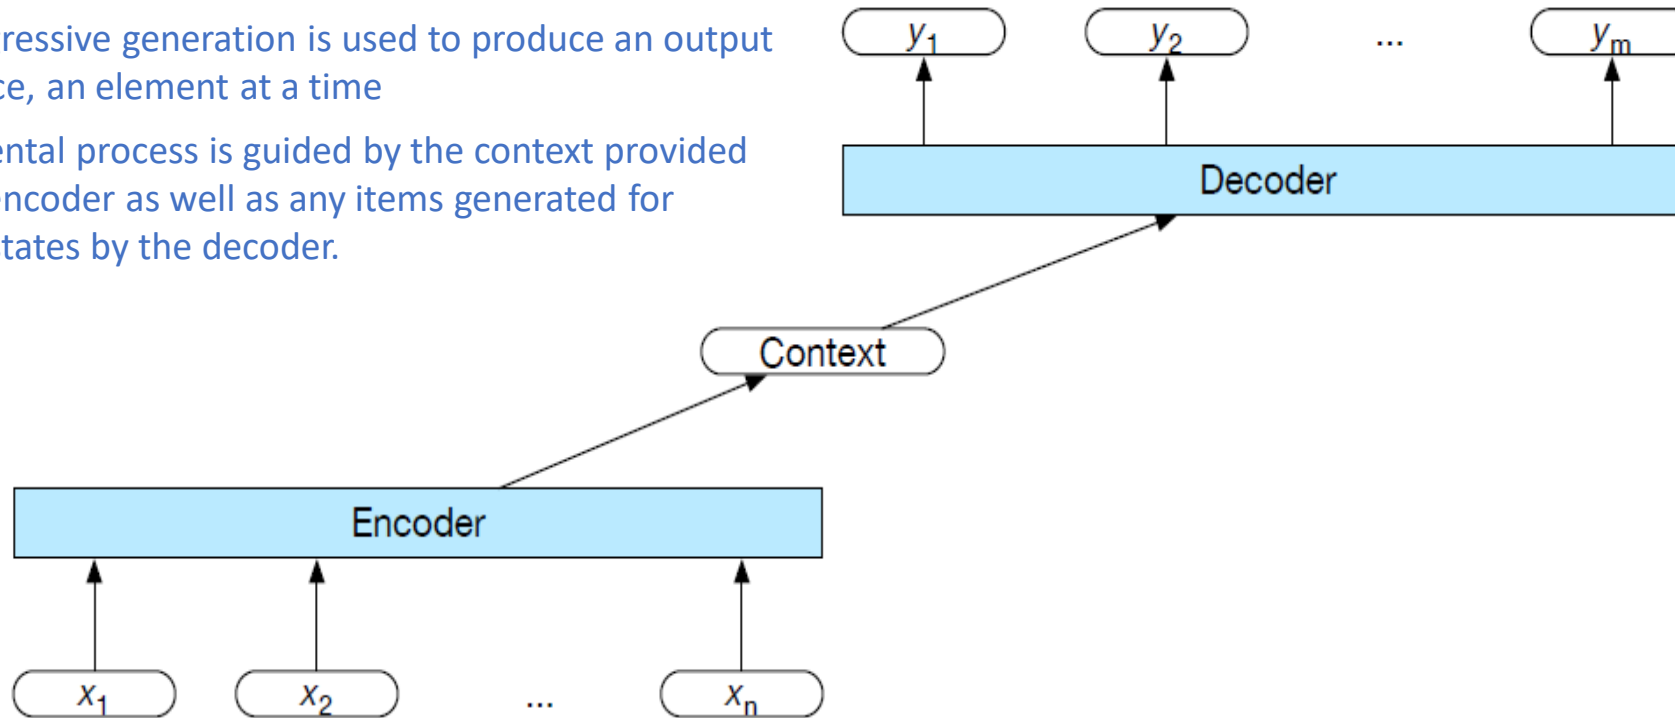 ressive generation is used to produce an output
ce, an element at a time
ental process is guided by the context provided
encoder as well as any items generated for
tates by the decoder.
y1 y2 ... ym
Decoder
Context
Encoder
x1 x2 ... xn